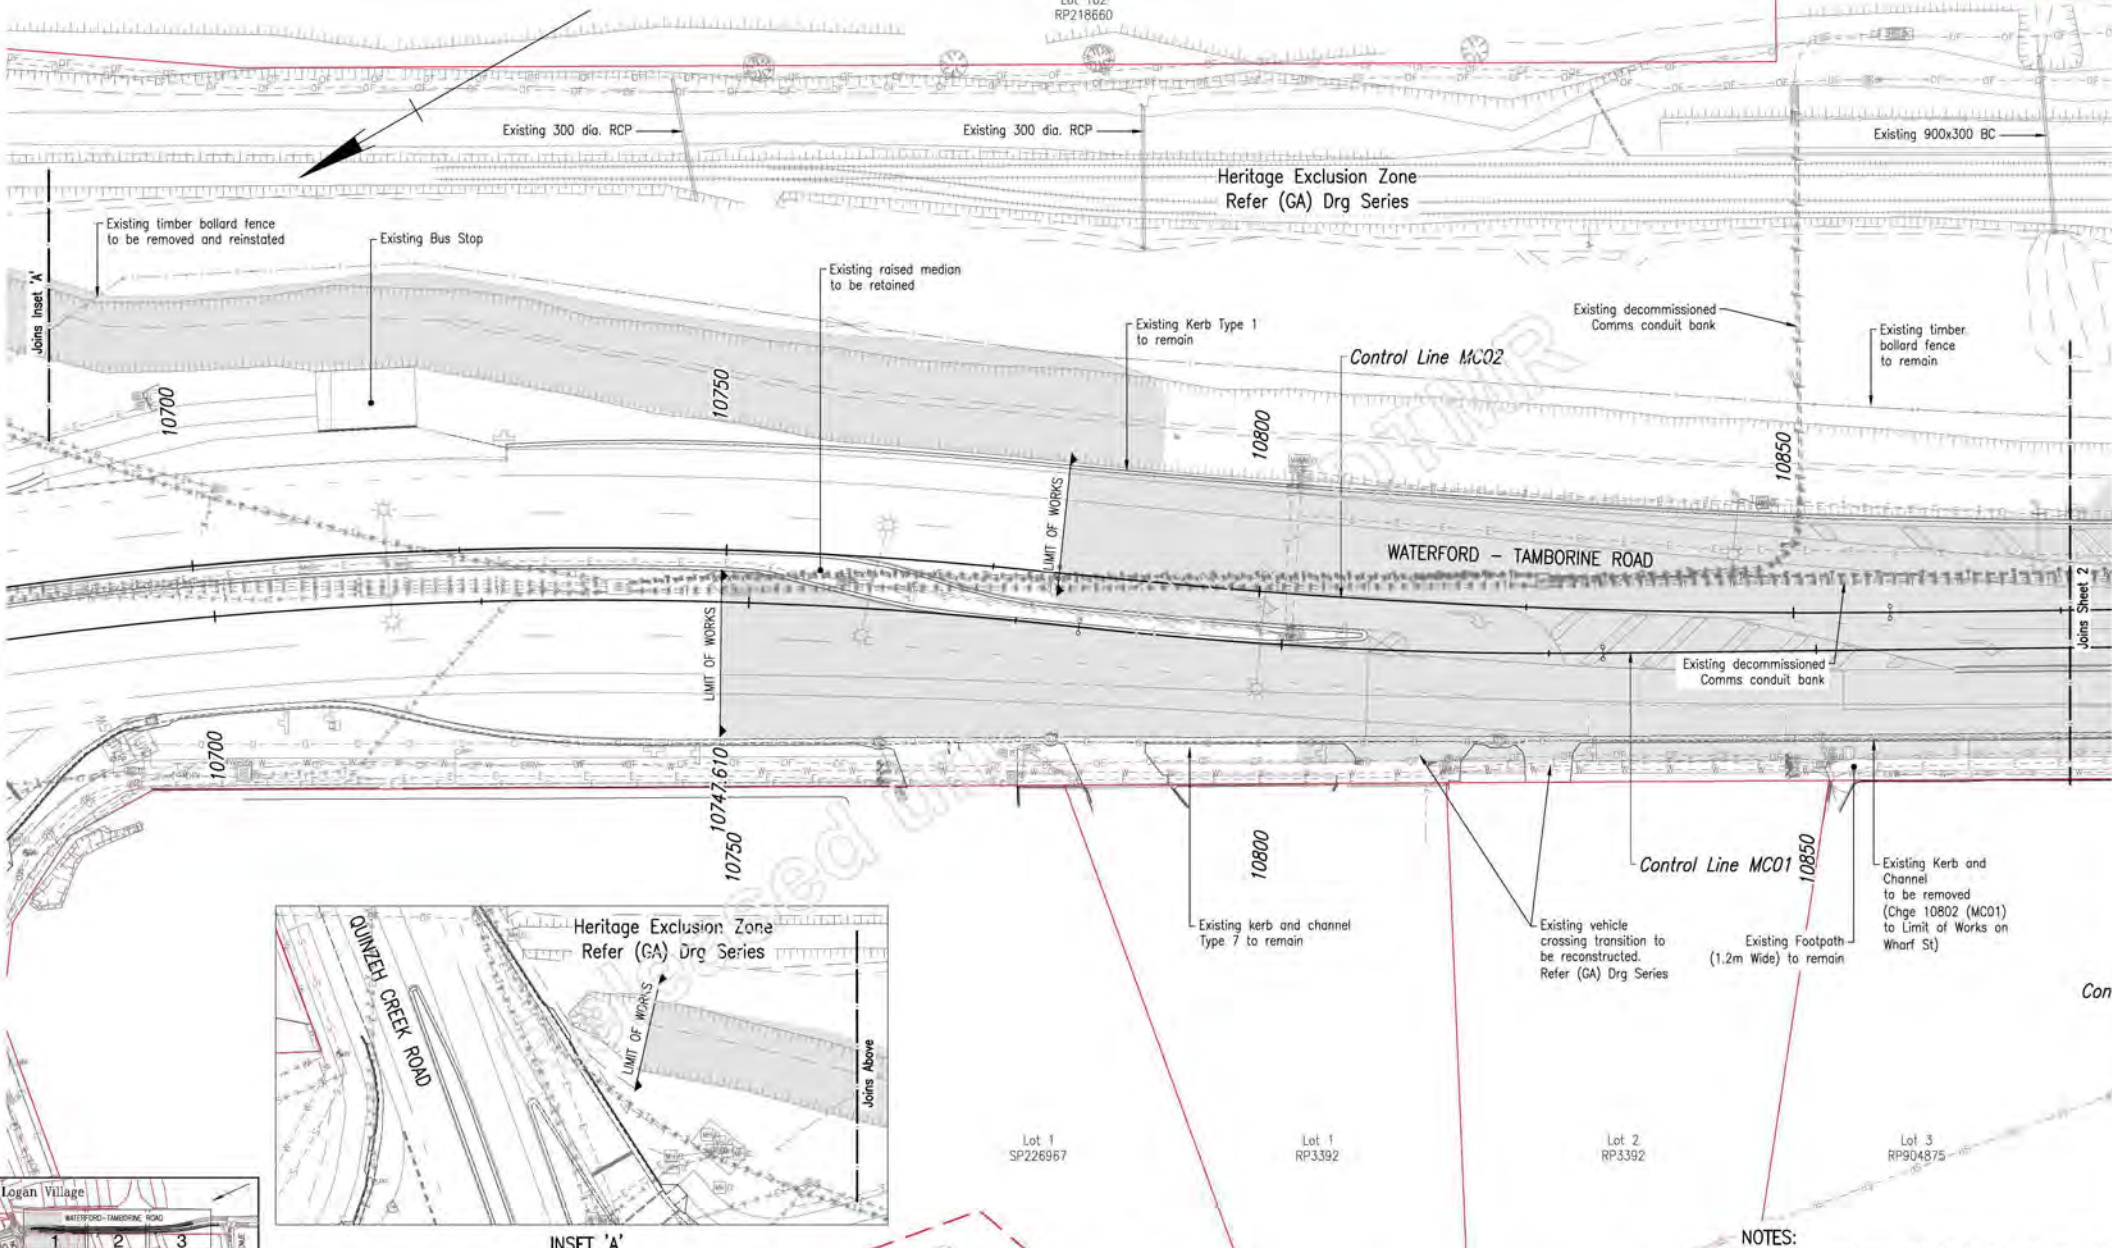 Lot 102
RP218660
Existing 300 dia. RCP
Existing 300 dia. RCP
Existing 900x300 BC
Heritage Exclusion Zone
Refer (GA) Drg Series
Existing timber bollard fence
to be removed and reinstated
Existing Bus Stop
Existing raised median
to be retained
Existing Kerb Type 1
to remain
Existing decommissioned
Comms conduit bank
Existing timber
bollard fence
to remain
Joins Inset 'A'
Control Line MC02
10700
10750
10800
10850
LIMIT OF WORKS
WATERFORD - TAMBORINE ROAD
LIMIT OF WORKS
Existing decommissioned
Comms conduit bank
Joins Sheet 2
10700
10747.610
10750
10800
10850
Control Line MC01
Existing kerb and channel
Type 7 to remain
Existing vehicle
crossing transition to
be reconstructed.
Refer (GA) Drg Series
Existing Footpath
(1.2m Wide) to remain
Existing Kerb and
Channel
to be removed
(Chge 10802 (MC01)
to Limit of Works on
Wharf St)
Con
Heritage Exclusion Zone
Refer (GA) Drg Series
QUINZEH CREEK ROAD
LIMIT OF WORKS
Joins Above
INSET 'A'
Lot 1
SP226967
Lot 1
RP3392
Lot 2
RP3392
Lot 3
RP904875
Logan Village
WATERFORD-TAMBORINE ROAD
1 2 3
NOTES:
DTMR